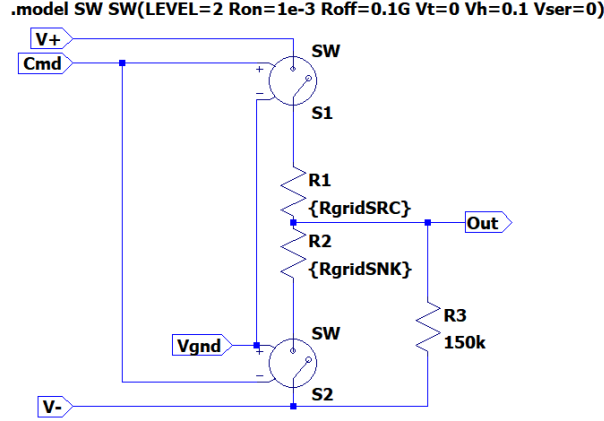 .model SW SW(LEVEL=2 Ron=1e-3 Roff=0.1G Vt=0 Vh=0.1 Vser=0)
V+
SW
Cmd
+
−
S1
R1
{RgridSRC}
Out
R2
{RgridSNK}
R3
150k
SW
Vgnd
+
−
S2
V-